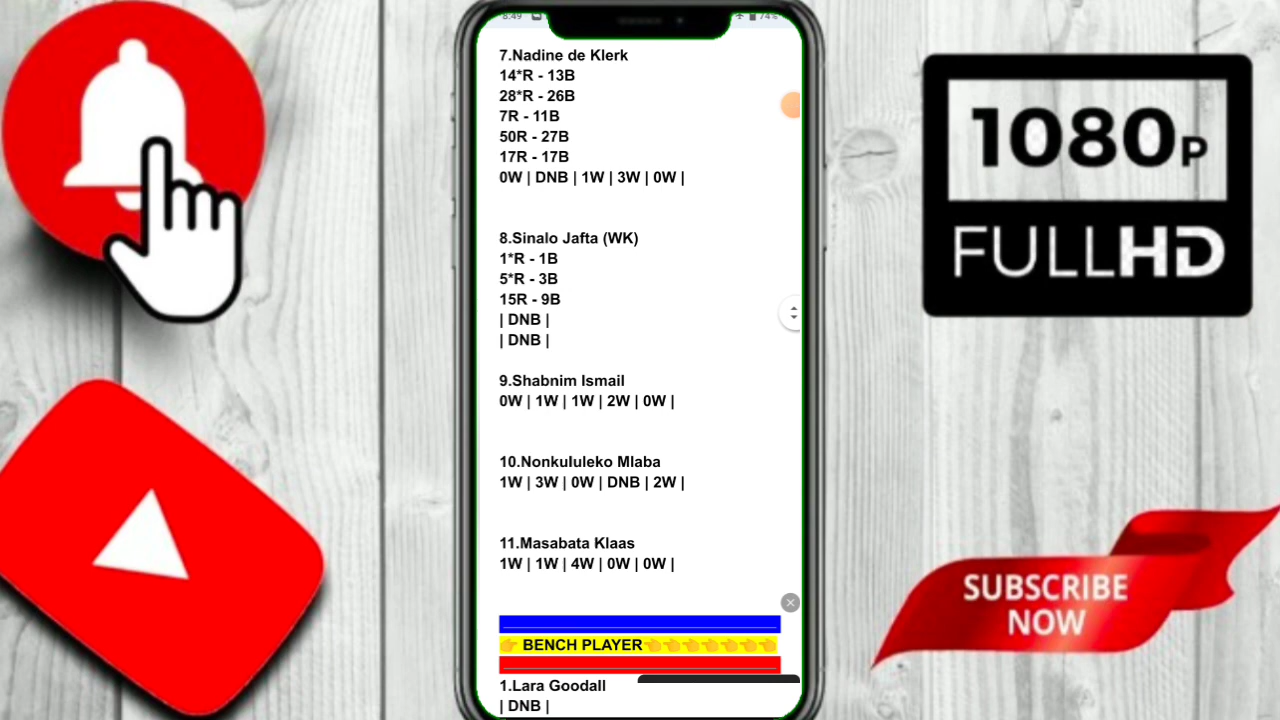 8:49
74%
7.Nadine de Klerk
14*R - 13B
28*R - 26B
7R - 11B
50R - 27B
17R - 17B
0W | DNB | 1W | 3W | 0W |
8.Sinalo Jafta (WK)
1*R - 1B
5*R - 3B
15R - 9B
| DNB |
| DNB |
9.Shabnim Ismail
0W | 1W | 1W | 2W | 0W |
10.Nonkululeko Mlaba
1W | 3W | 0W | DNB | 2W |
11.Masabata Klaas
1W | 1W | 4W | 0W | 0W |
👉 BENCH PLAYER👈👈👈👈👈👈👈
1.Lara Goodall
| DNB |
1080P
FULLHD
SUBSCRIBE
NOW